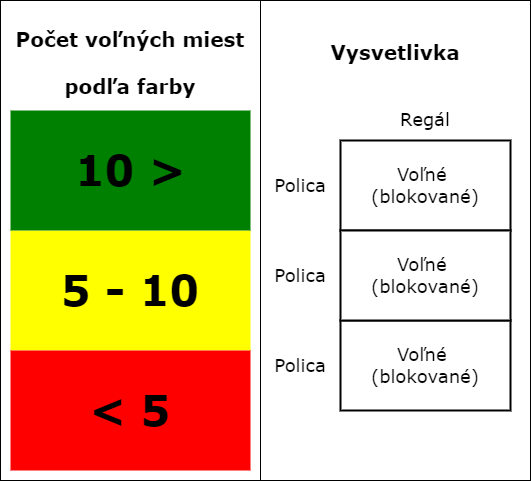 Počet voľných miest
podľa farby
10 >
5 - 10
< 5
Vysvetlivka
Regál
Polica
Voľné
(blokované)
Polica
Voľné
(blokované)
Polica
Voľné
(blokované)